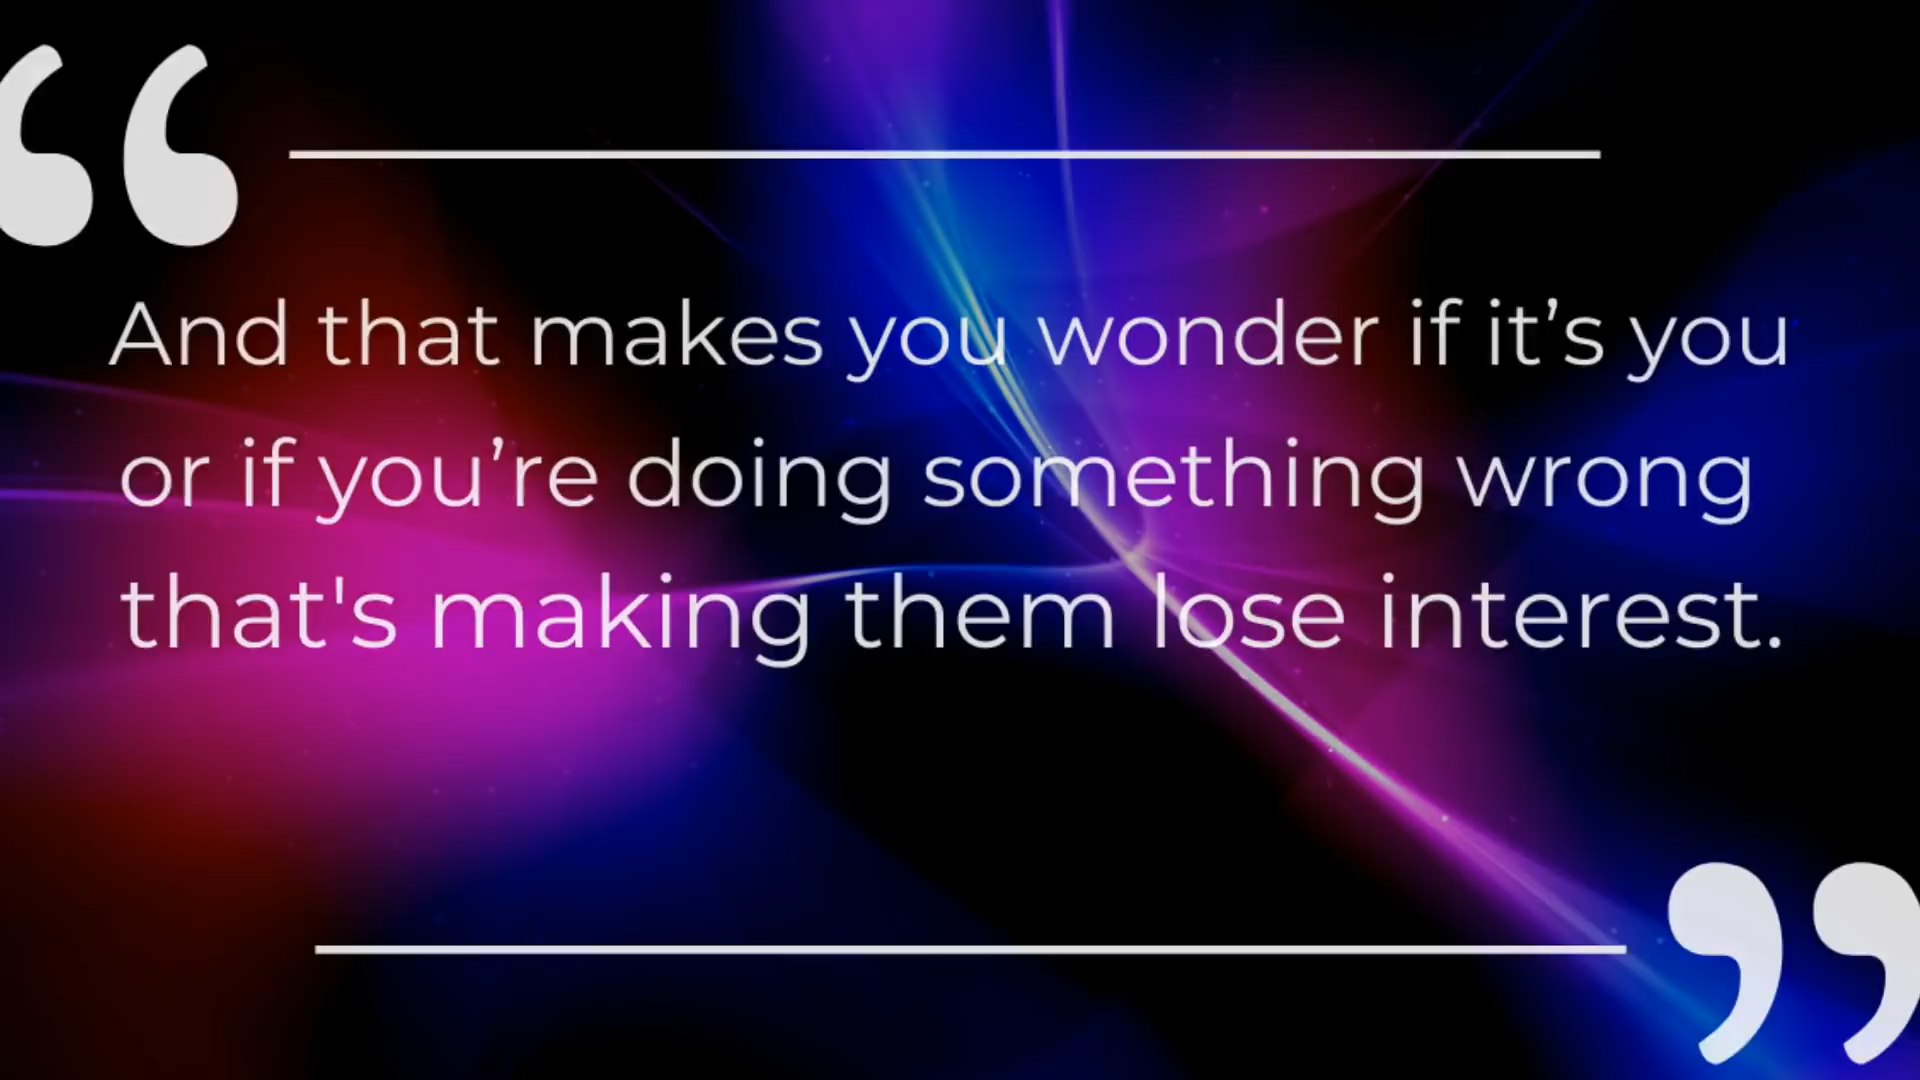 “
And that makes you wonder if it’s you
or if you’re doing something wrong
that's making them lose interest.
”